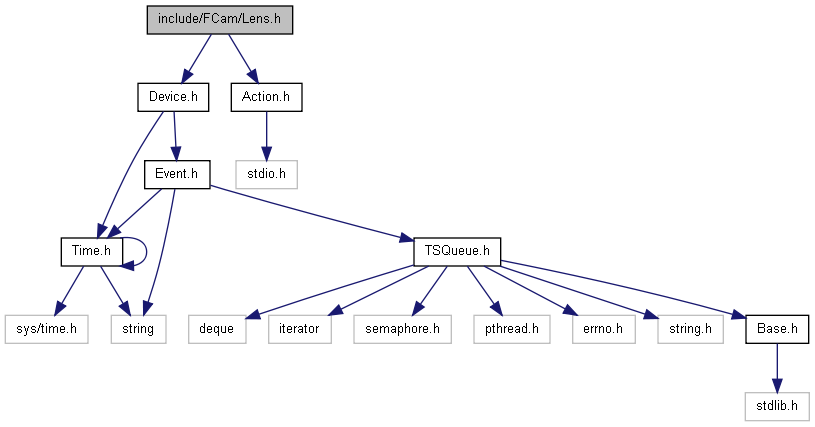 include/FCam/Lens.h
Device.h
Action.h
Event.h
stdio.h
Time.h
TSQueue.h
sys/time.h
string
deque
iterator
semaphore.h
pthread.h
errno.h
string.h
Base.h
stdlib.h